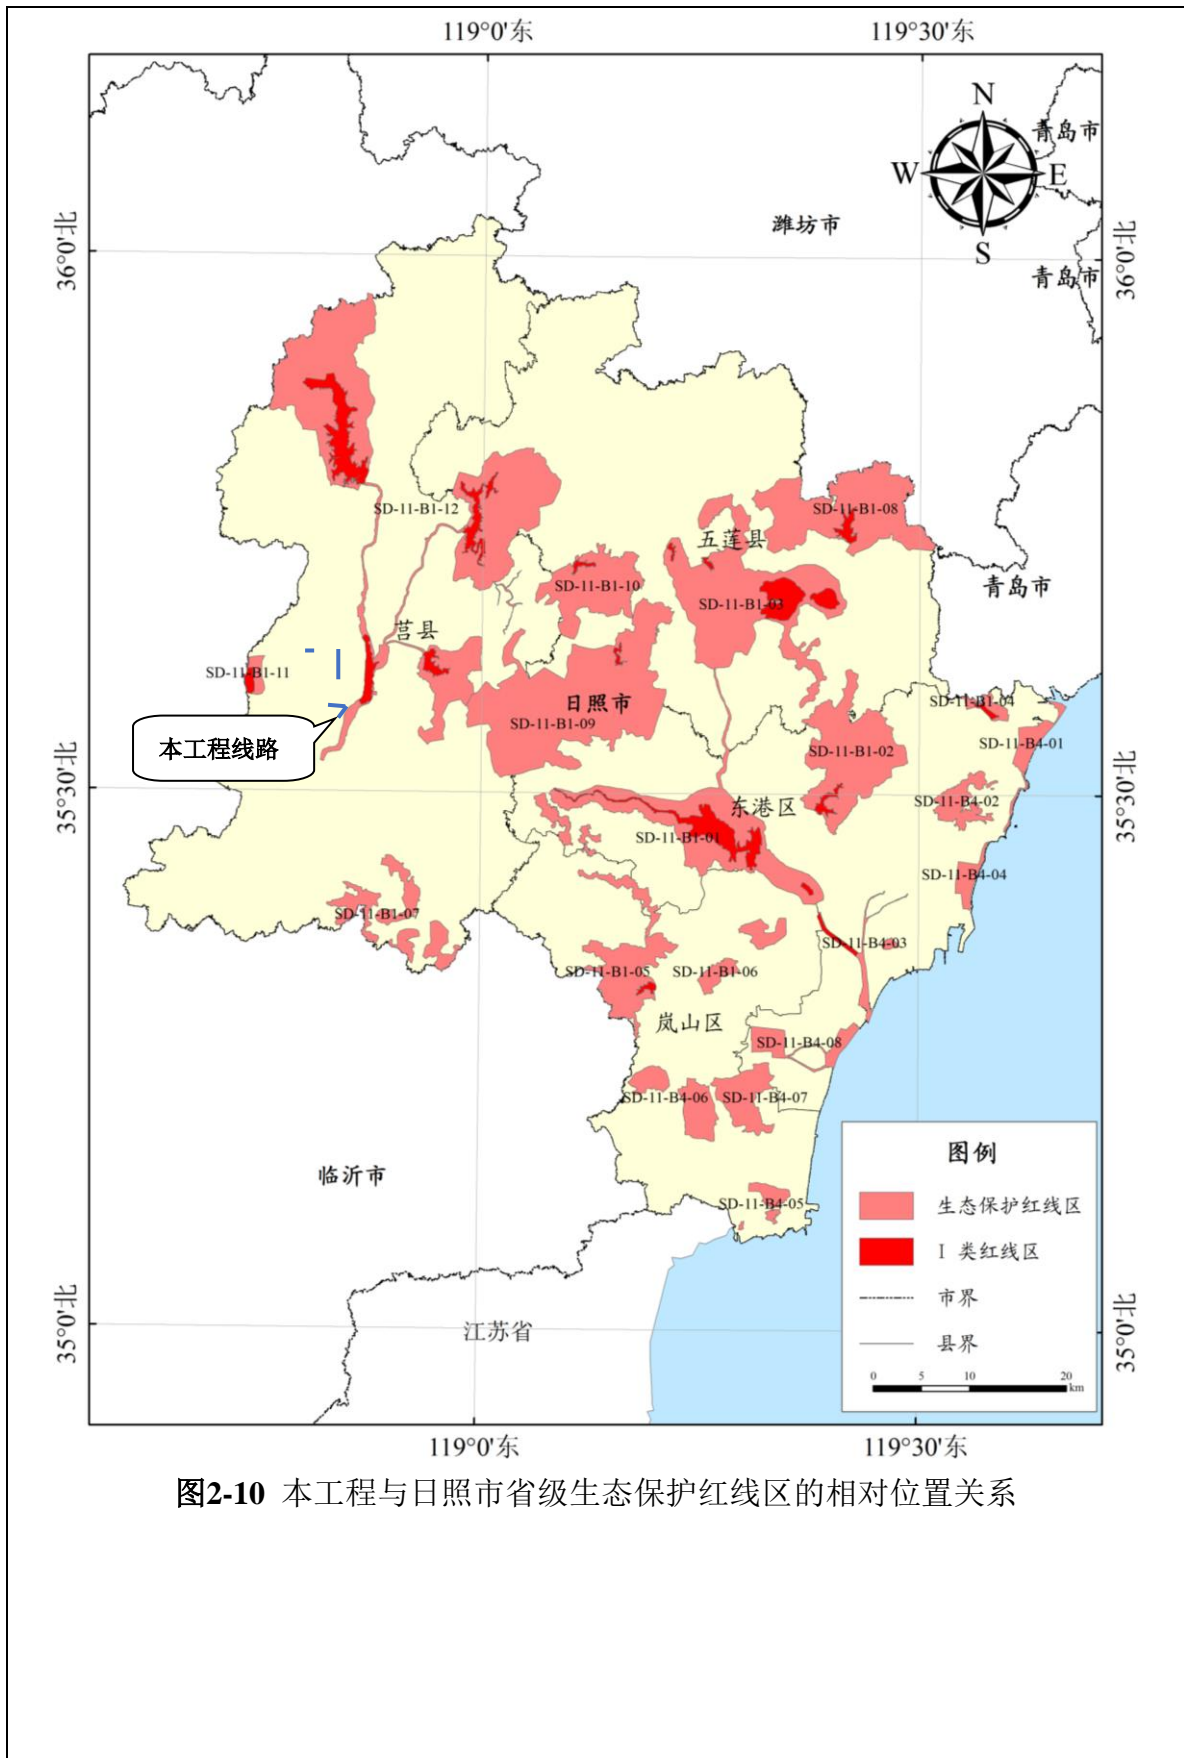 119°0'东
119°30'东
N
青岛市
W
E
潍坊市
S
36°0'北
36°0'北
青岛市
SD-11-B1-12
SD-11-B1-08
五莲县
SD-11-B1-10
青岛市
SD-11-B1-03
莒县
SD-11-B1-11
日照市
SD-11-B1-04
SD-11-B1-09
本工程线路
SD-11-B1-02
SD-11-B4-01
35°30'北
35°30'北
SD-11-B4-02
东港区
SD-11-B1-01
SD-11-B4-04
SD-11-B1-07
SD-11-B4-03
SD-11-B1-05
SD-11-B1-06
岚山区
SD-11-B4-08
SD-11-B4-06
SD-11-B4-07
图例
临沂市
SD-11-B4-05
生态保护红线区
I 类红线区
市界
江苏省
县界
35°0'北
35°0'北
0 5 10 20
km
119°0'东
119°30'东
图2-10 本工程与日照市省级生态保护红线区的相对位置关系